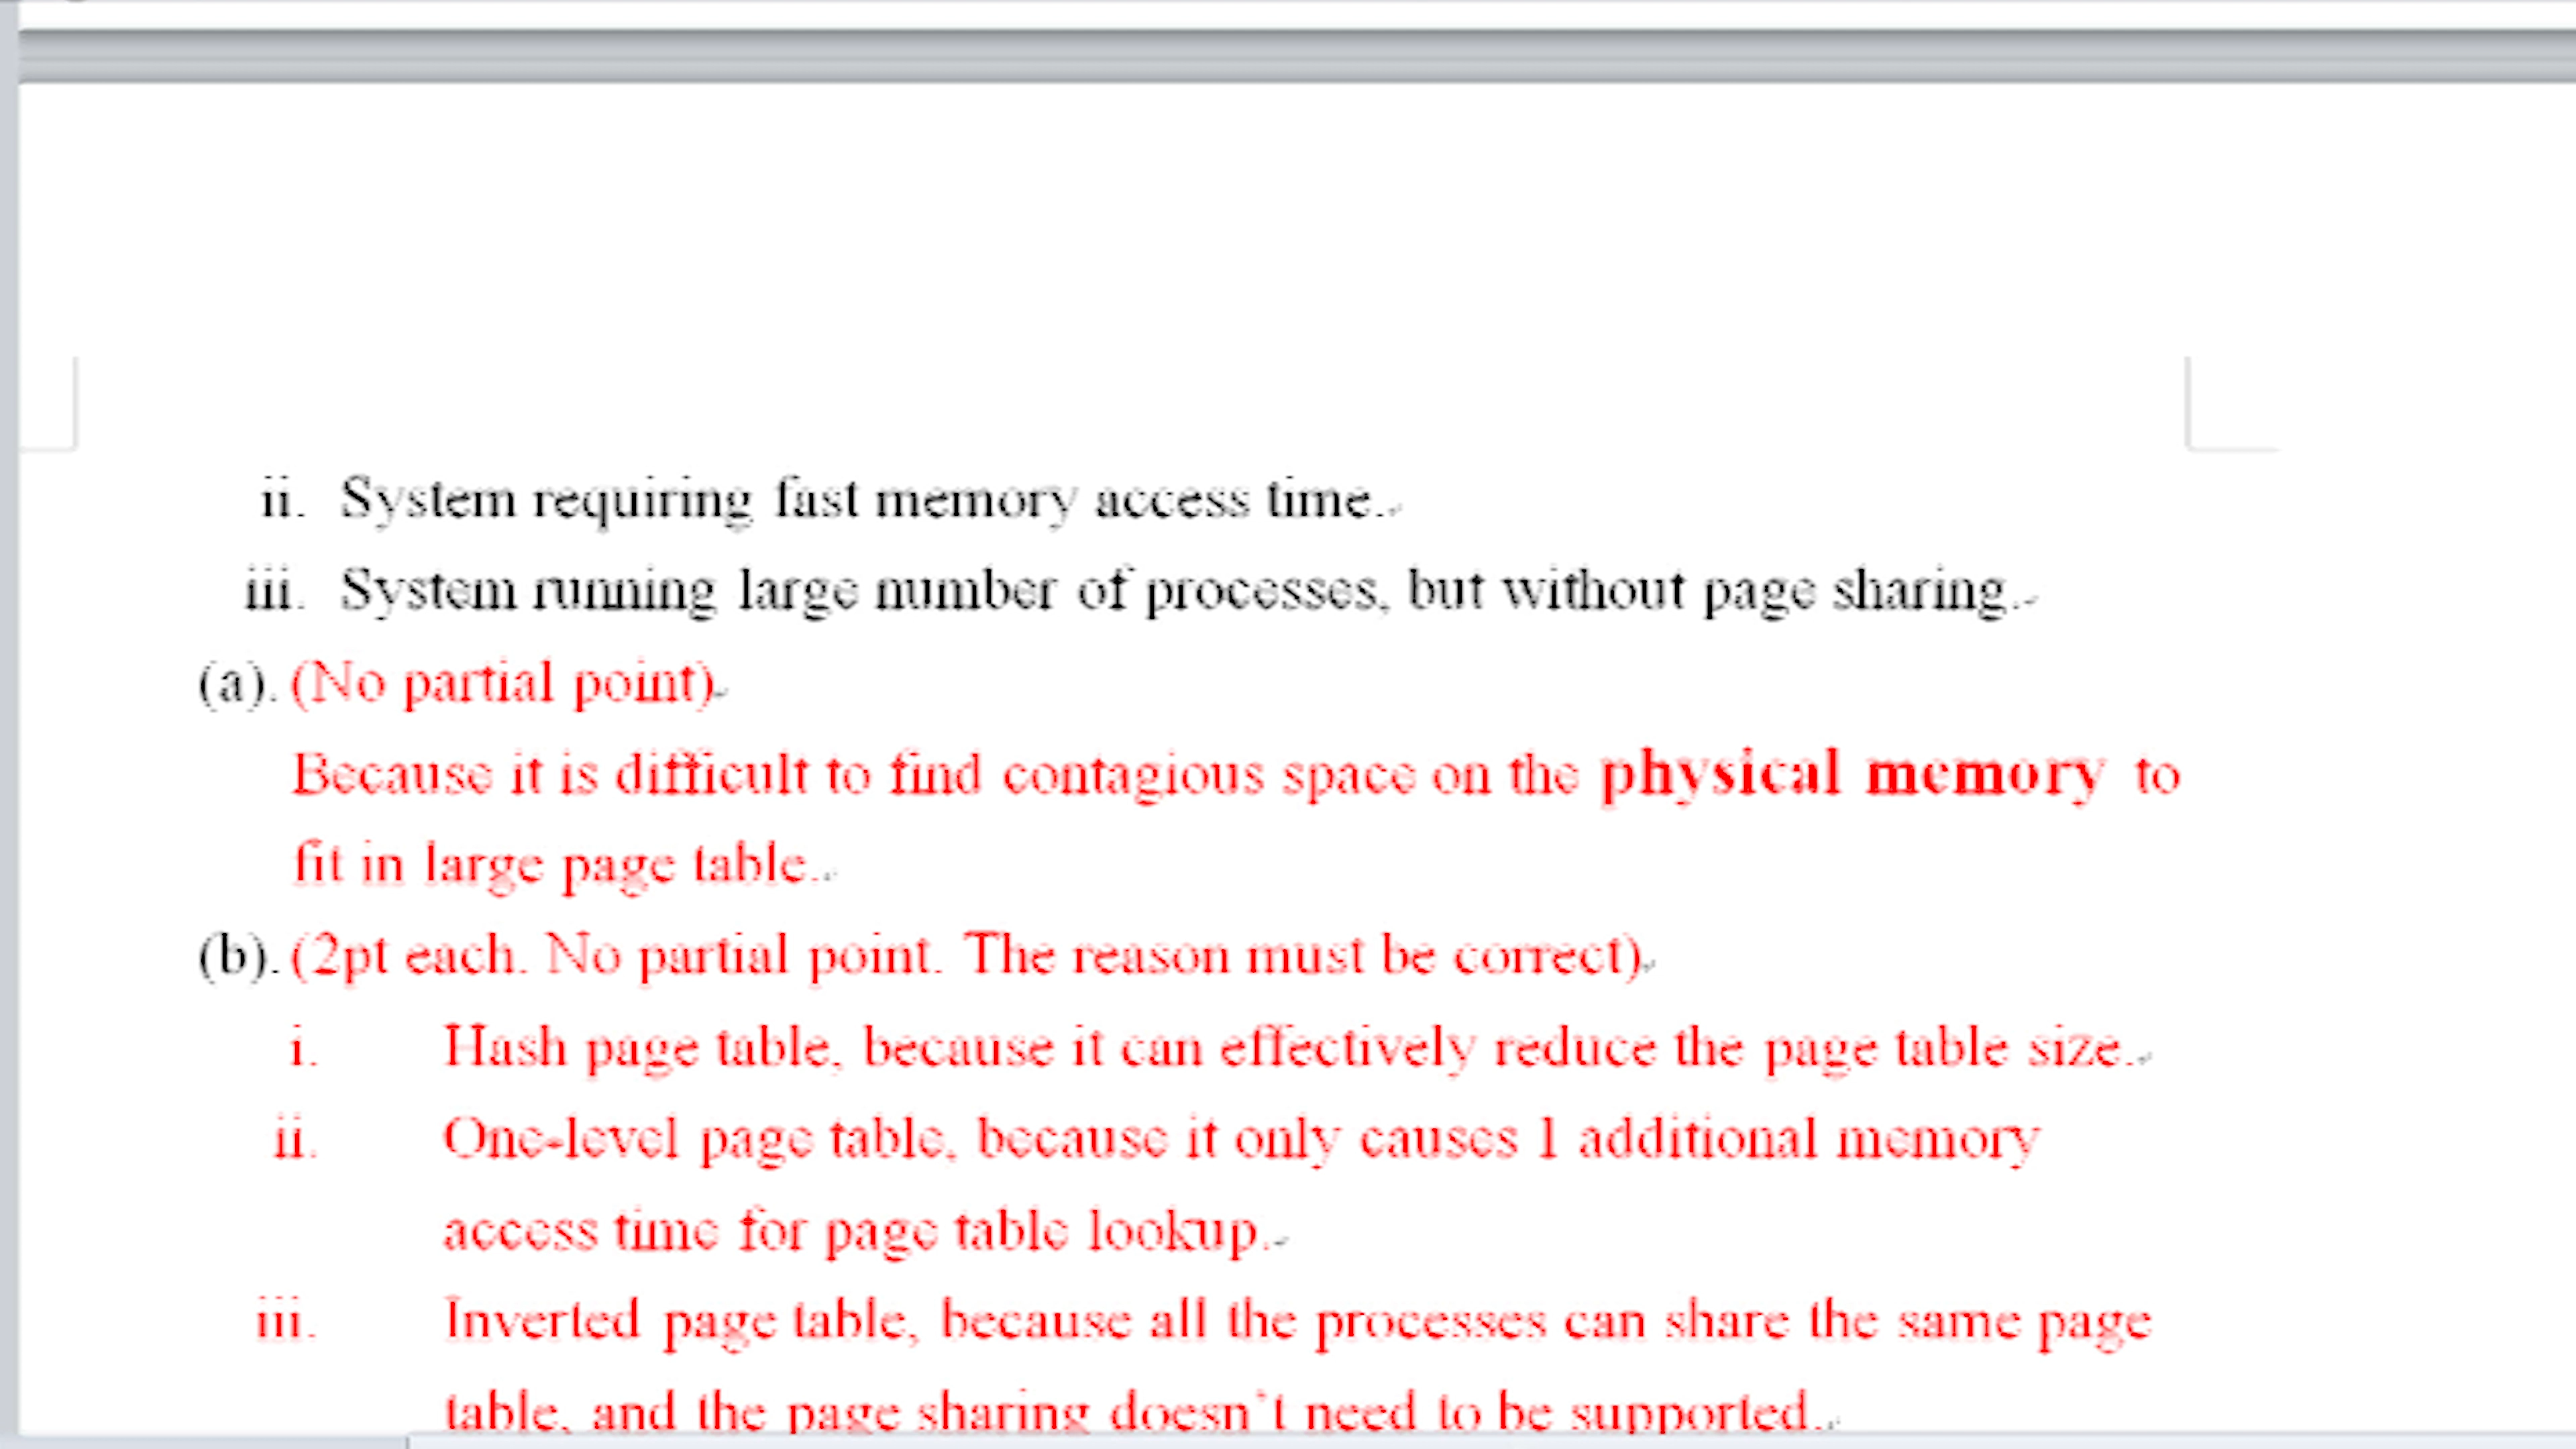 ii. System requiring fast memory access time.
iii. System running large number of processes, but without page sharing.
(a). (No partial point)
Because it is difficult to find contagious space on the physical memory to
fit in large page table.
(b). (2pt each. No partial point. The reason must be correct)
i. Hash page table, because it can effectively reduce the page table size.
ii. One-level page table, because it only causes 1 additional memory
access time for page table lookup.
iii. Inverted page table, because all the processes can share the same page
table, and the page sharing doesn't need to be supported.